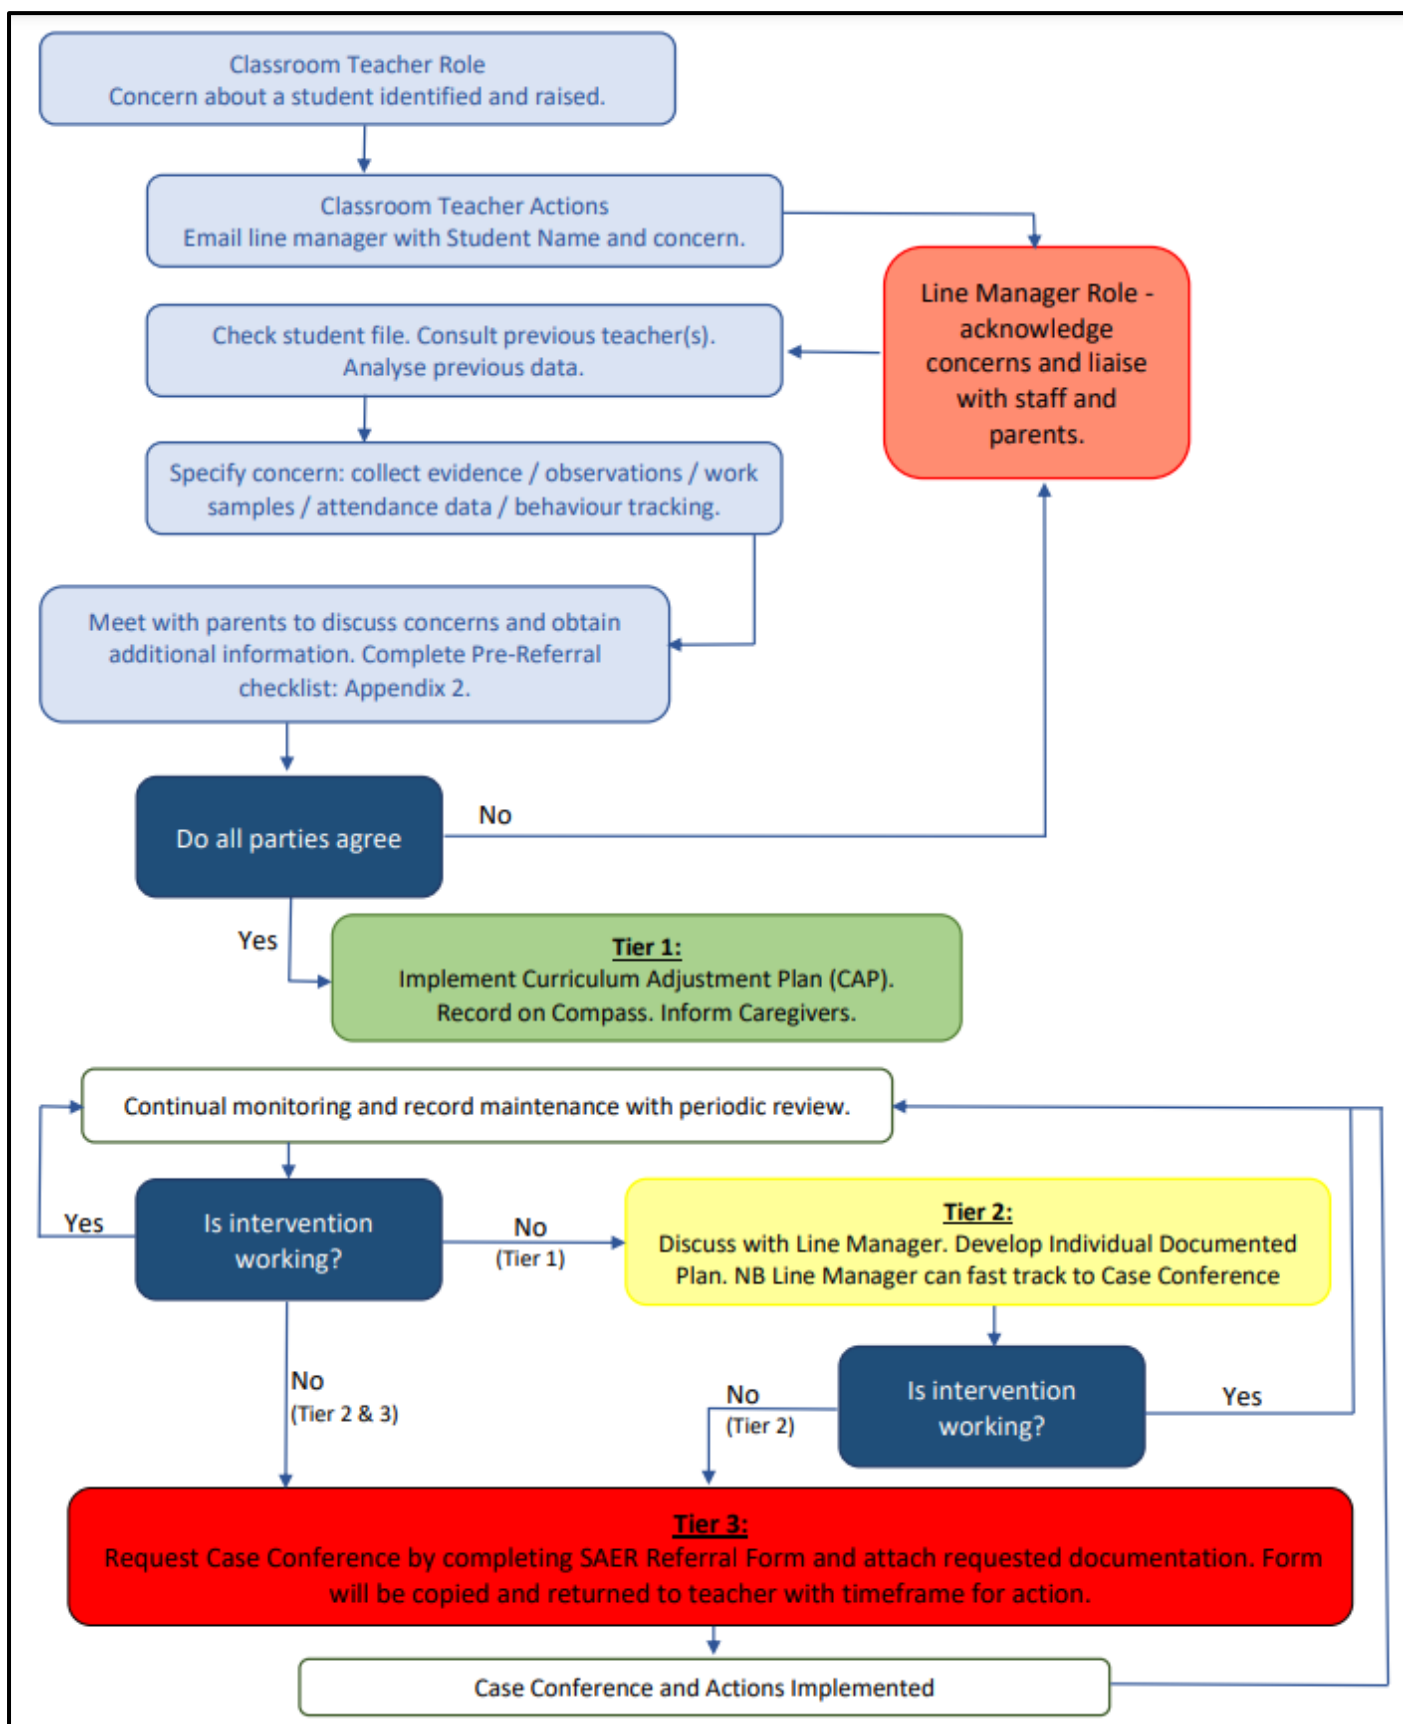 Classroom Teacher Role
Concern about a student identified and raised.
Classroom Teacher Actions
Email line manager with Student Name and concern.
Line Manager Role -
acknowledge
concerns and liaise
with staff and
parents.
Check student file. Consult previous teacher(s).
Analyse previous data.
Specify concern: collect evidence / observations / work
samples / attendance data / behaviour tracking.
Meet with parents to discuss concerns and obtain
additional information. Complete Pre-Referral
checklist: Appendix 2.
Do all parties agree
No
Yes
Tier 1:
Implement Curriculum Adjustment Plan (CAP).
Record on Compass. Inform Caregivers.
Continual monitoring and record maintenance with periodic review.
Yes
Is intervention
working?
No
(Tier 1)
Tier 2:
Discuss with Line Manager. Develop Individual Documented
Plan. NB Line Manager can fast track to Case Conference
No
(Tier 2 & 3)
No
(Tier 2)
Is intervention
working?
Yes
Tier 3:
Request Case Conference by completing SAER Referral Form and attach requested documentation. Form
will be copied and returned to teacher with timeframe for action.
Case Conference and Actions Implemented